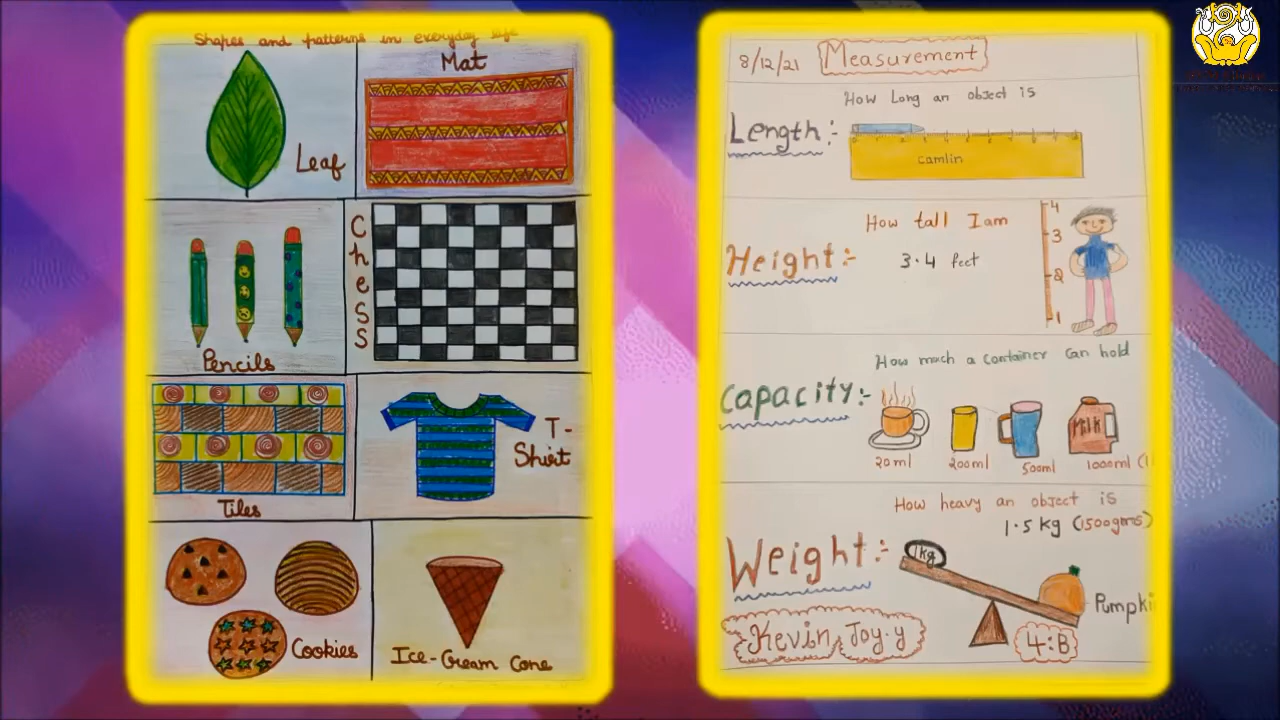 Shapes and patterns in everyday life
Leaf
Mat
Pencils
Chess
Tiles
T-
Shirt
Cookies
Ice-Cream Cone
8/12/21 Measurement
How Long an object is
Length:-
camlin
How tall I am
Height:-
3.4 feet
4
3
2
1
How much a container can hold
Capacity:-
Milk
20ml 200ml 500ml 1000ml (1
How heavy an object is
1.5 kg (1500gms)
Weight:-
1kg
Kevin Joy.y
4:B